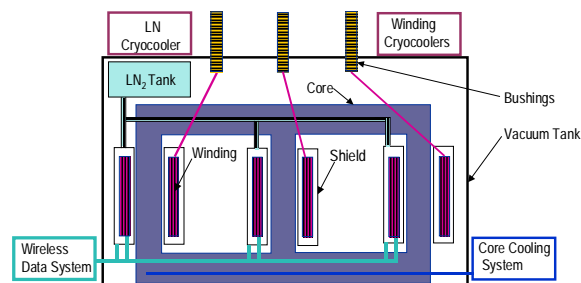 LN
Cryocooler
Winding
Cryocoolers
LN2 Tank
Core
Bushings
Vacuum Tank
Winding
Shield
Wireless
Data System
Core Cooling
System